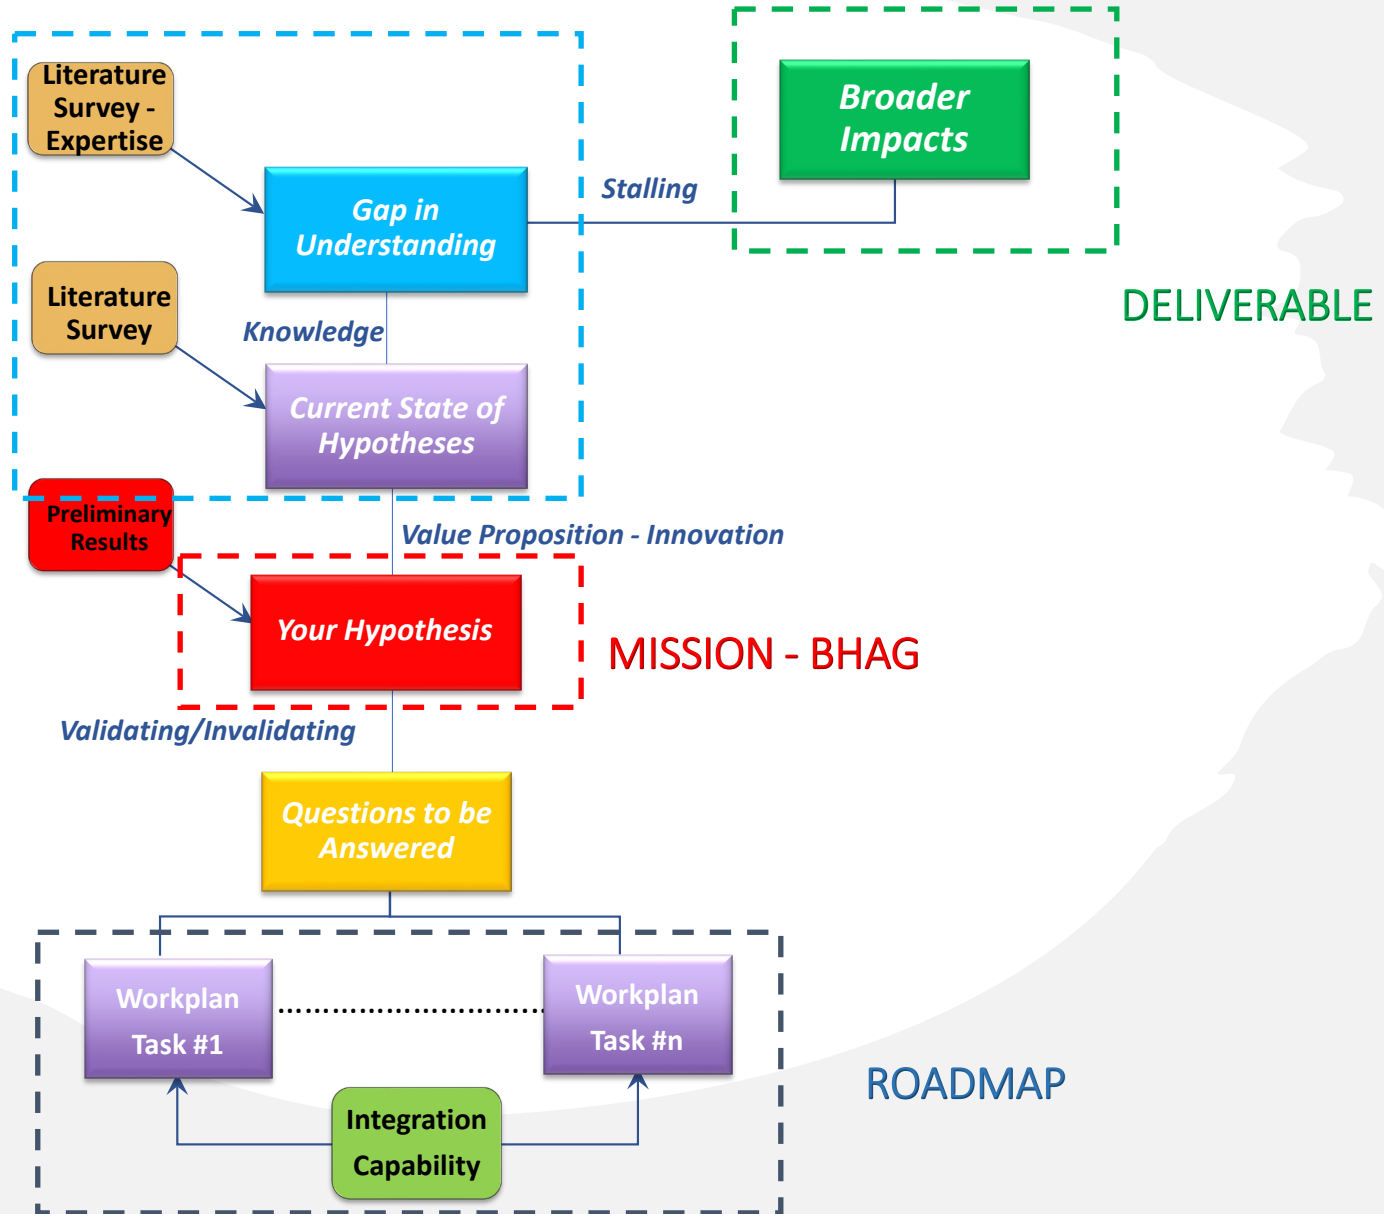 Literature
Survey -
Expertise
Broader
Impacts
Gap in
Understanding
Stalling
DELIVERABLE
Literature
Survey
Knowledge
Current State of
Hypotheses
Preliminary
Results
Value Proposition - Innovation
Your Hypothesis
MISSION - BHAG
Validating/Invalidating
Questions to be
Answered
Workplan
Task #1
...........................
Workplan
Task #n
ROADMAP
Integration
Capability